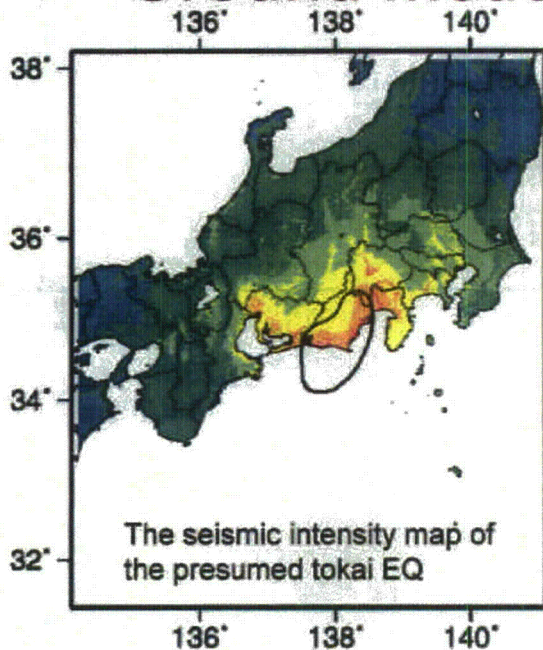 136° 138° 140°
38°
36°
34°
32°
The seismic intensity map of
the presumed tokai EQ
136° 138° 140°